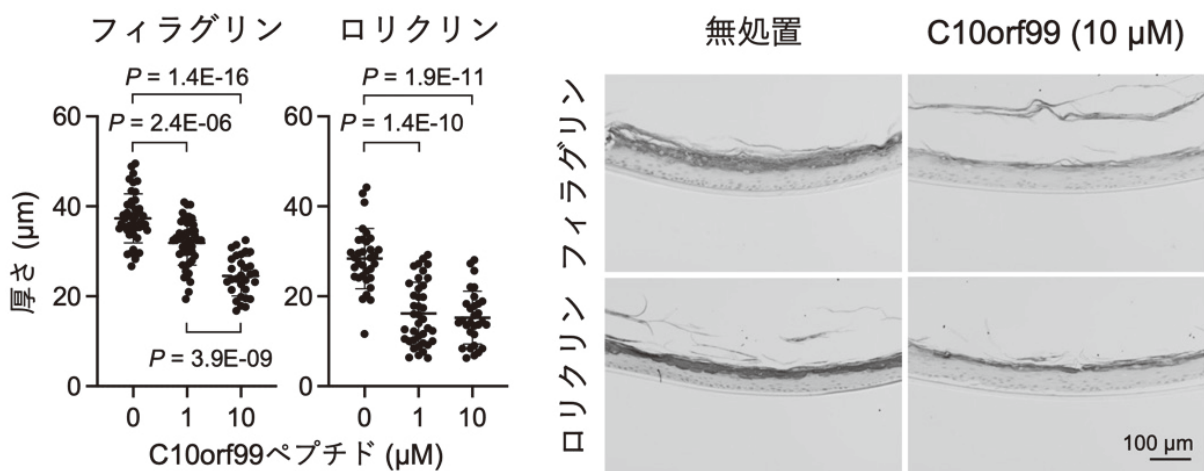 フィラグリン
P = 1.4E-16
P = 2.4E-06
60
40
20
0
厚さ (μm)
P = 3.9E-09
0 1 10
ロリクリン
P = 1.9E-11
P = 1.4E-10
60
40
20
0
0 1 10
C10orf99ペプチド (μM)
無処置 C10orf99 (10 μM)
フィラグリン
ロリクリン
100 μm